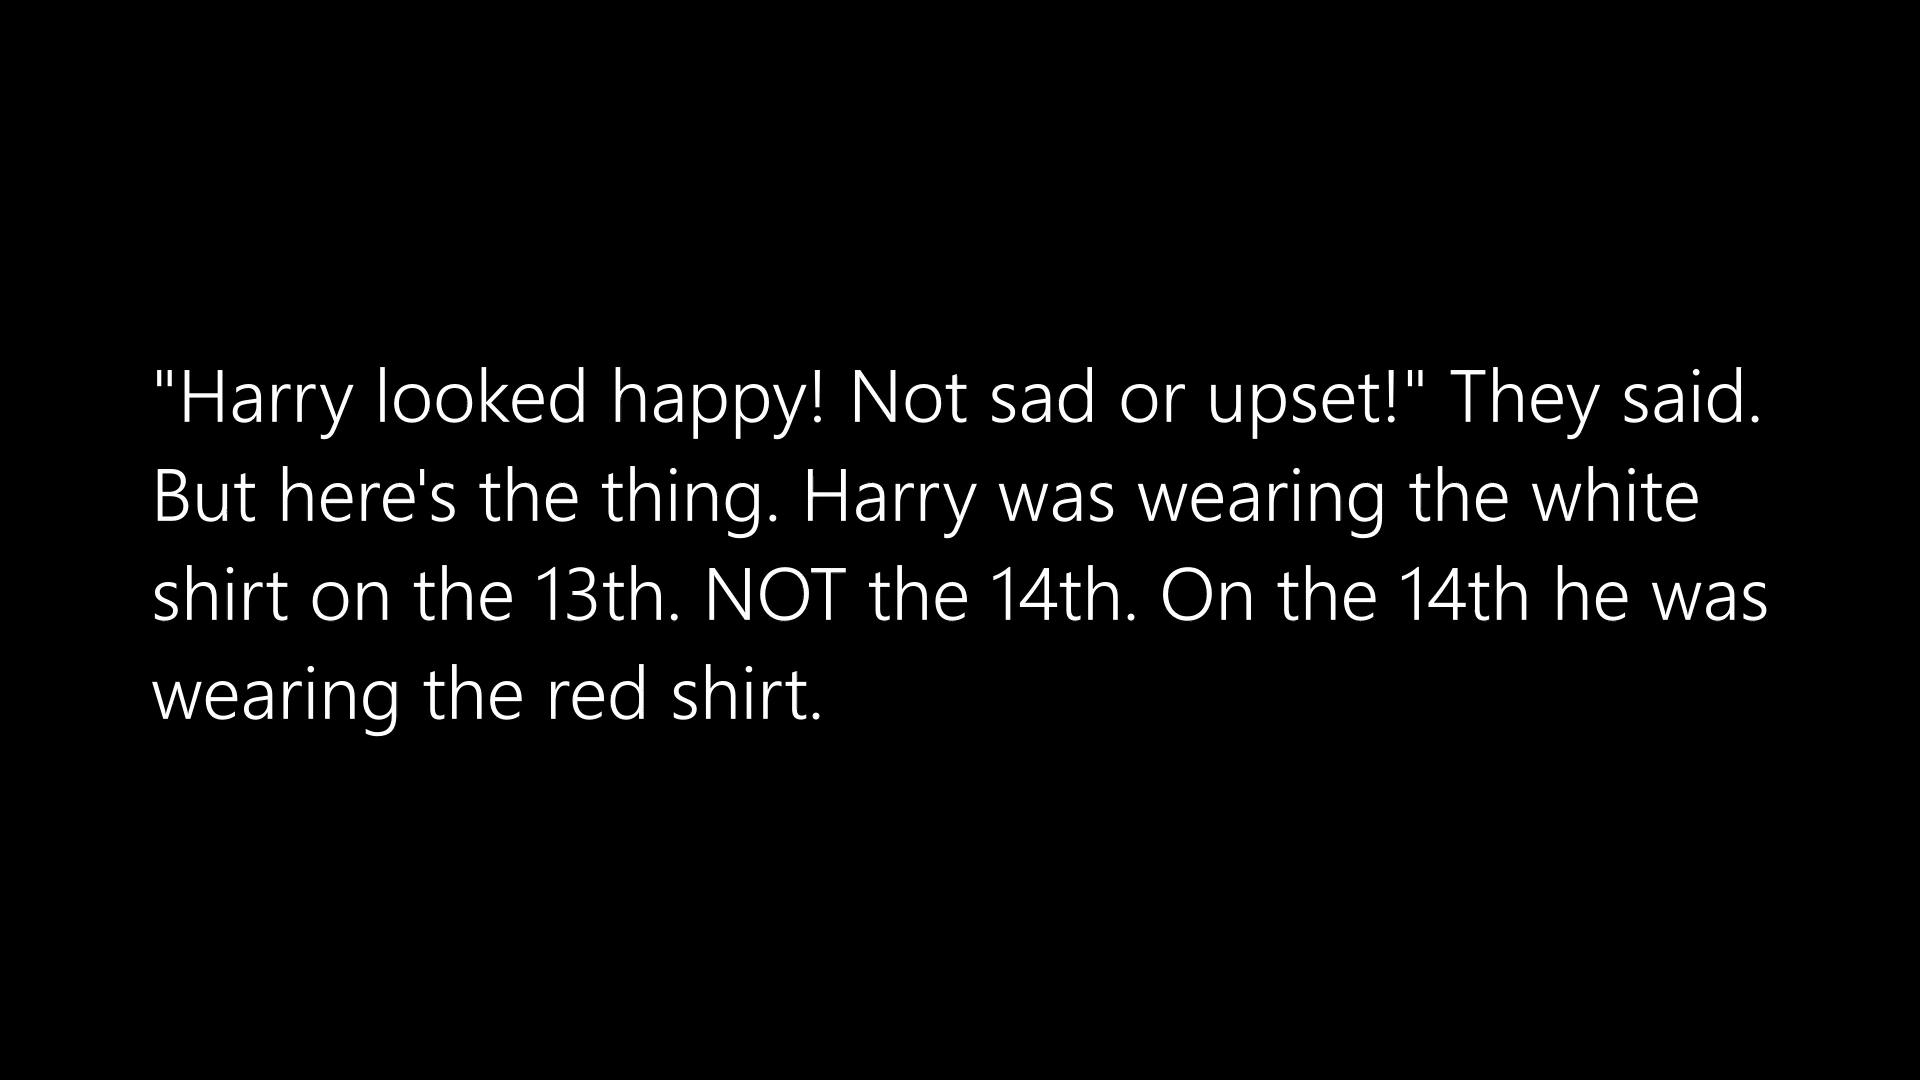 "Harry looked happy! Not sad or upset!" They said.
But here's the thing. Harry was wearing the white
shirt on the 13th. NOT the 14th. On the 14th he was
wearing the red shirt.